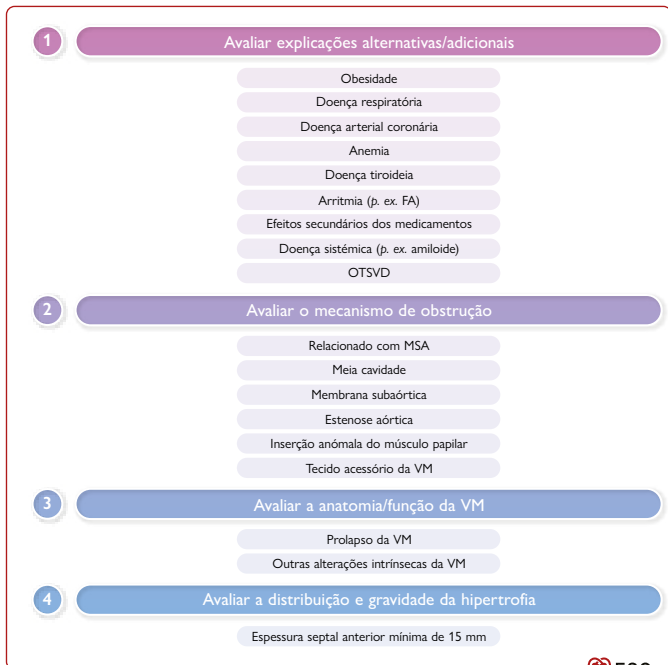 1
Avaliar explicações alternativas/adicionais
Obesidade
Doença respiratória
Doença arterial coronária
Anemia
Doença tiroideia
Arritmia (p. ex. FA)
Efeitos secundários dos medicamentos
Doença sistémica (p. ex. amiloide)
OTSVD
2
Avaliar o mecanismo de obstrução
Relacionado com MSA
Meia cavidade
Membrana subaórtica
Estenose aórtica
Inserção anómala do músculo papilar
Tecido acessório da VM
3
Avaliar a anatomia/função da VM
Prolapso da VM
Outras alterações intrínsecas da VM
4
Avaliar a distribuição e gravidade da hipertrofia
Espessura septal anterior mínima de 15 mm